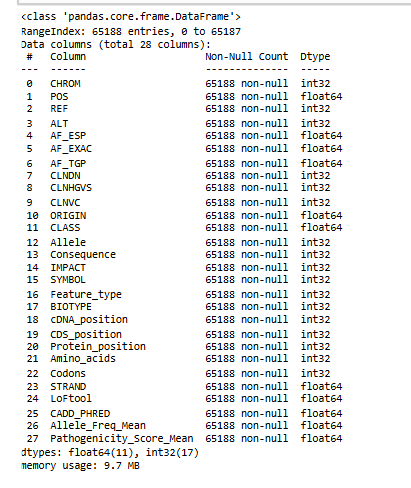 <class 'pandas.core.frame.DataFrame'>
RangeIndex: 65188 entries, 0 to 65187
Data columns (total 28 columns):
 #   Column                    Non-Null Count  Dtype
---  ------                    --------------  -----
 0   CHROM                     65188 non-null  int32
 1   POS                       65188 non-null  float64
 2   REF                       65188 non-null  int32
 3   ALT                       65188 non-null  int32
 4   AF_ESP                    65188 non-null  float64
 5   AF_EXAC                   65188 non-null  float64
 6   AF_TGP                    65188 non-null  float64
 7   CLNDN                     65188 non-null  int32
 8   CLNHGVS                   65188 non-null  int32
 9   CLNVC                     65188 non-null  int32
 10  ORIGIN                    65188 non-null  float64
 11  CLASS                     65188 non-null  float64
 12  Allele                    65188 non-null  int32
 13  Consequence               65188 non-null  int32
 14  IMPACT                    65188 non-null  int32
 15  SYMBOL                    65188 non-null  int32
 16  Feature_type              65188 non-null  int32
 17  BIOTYPE                   65188 non-null  int32
 18  cDNA_position             65188 non-null  int32
 19  CDS_position              65188 non-null  int32
 20  Protein_position          65188 non-null  int32
 21  Amino_acids               65188 non-null  int32
 22  Codons                    65188 non-null  int32
 23  STRAND                    65188 non-null  float64
 24  LoFtool                   65188 non-null  float64
 25  CADD_PHRED                65188 non-null  float64
 26  Allele_Freq_Mean          65188 non-null  float64
 27  Pathogenicity_Score_Mean  65188 non-null  float64
dtypes: float64(11), int32(17)
memory usage: 9.7 MB